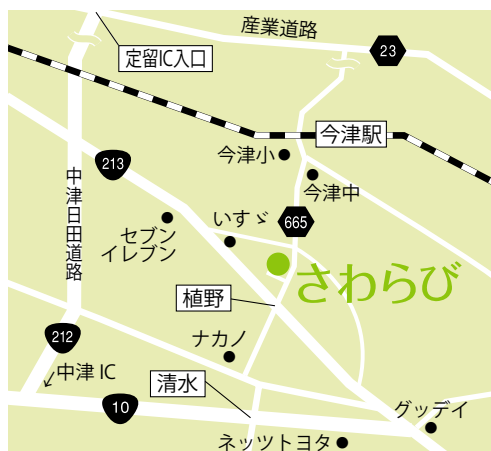 産業道路
定留IC入口
23
今津駅
今津小
213
今津中
中津日田道路
665
セブン
イレブン
いすゞ
さわらび
植野
212
ナカノ
中津 IC
清水
10
グッデイ
ネッツトヨタ